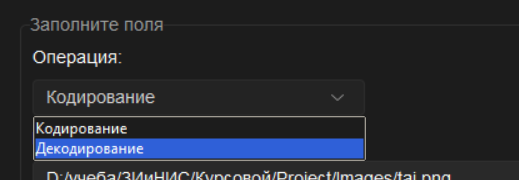 Заполните поля
Операция:
Кодирование
Кодирование
Декодирование
D:/учеба/ЗИиНИС/Курсовой/Project/Images/tai.png